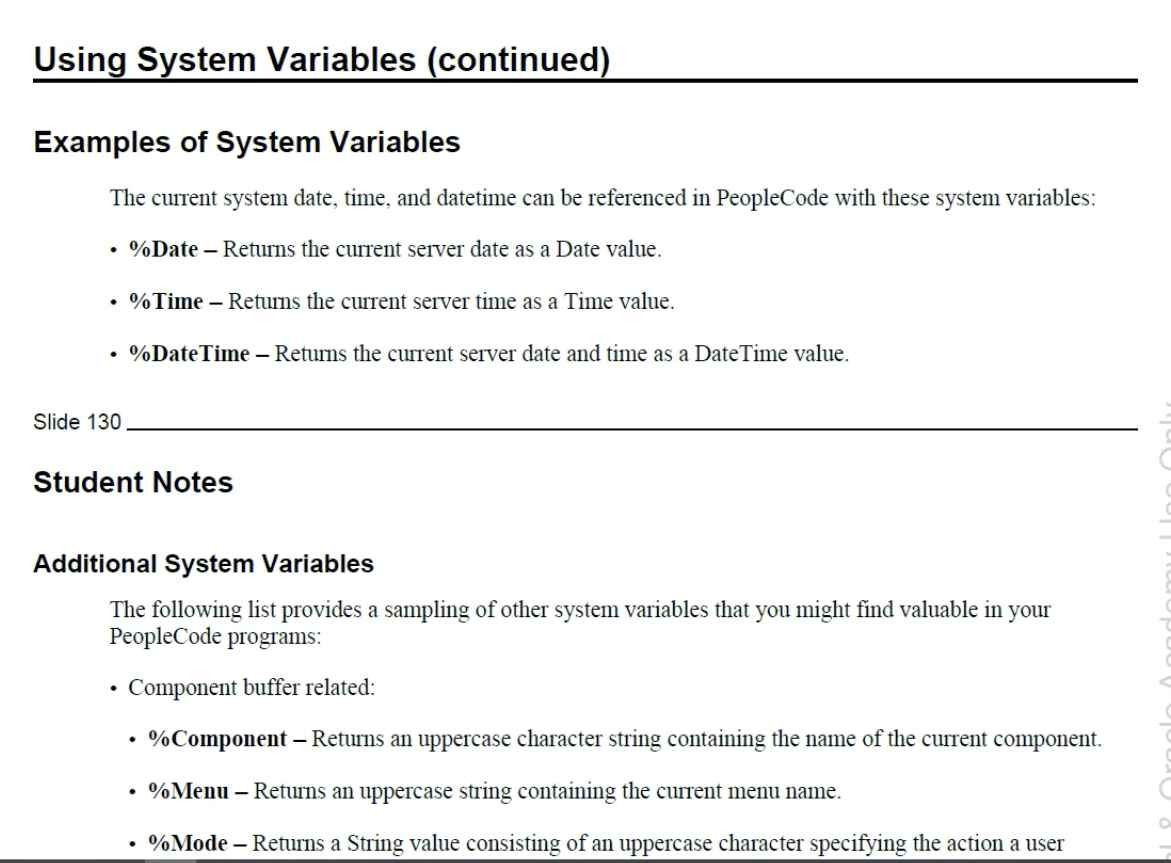 Using System Variables (continued)
Examples of System Variables
The current system date, time, and datetime can be referenced in PeopleCode with these system variables:
• %Date – Returns the current server date as a Date value.
• %Time – Returns the current server time as a Time value.
• %DateTime – Returns the current server date and time as a DateTime value.
Slide 130
Student Notes
Additional System Variables
The following list provides a sampling of other system variables that you might find valuable in your
PeopleCode programs:
• Component buffer related:
• %Component – Returns an uppercase character string containing the name of the current component.
• %Menu – Returns an uppercase string containing the current menu name.
• %Mode – Returns a String value consisting of an uppercase character specifying the action a user
& Oracle Academy Use Only